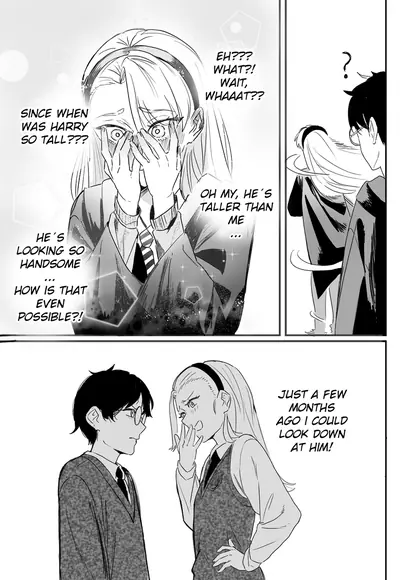 ?
EH???
WHAT?!
WAIT,
WHAAAT??
SINCE WHEN
WAS HARRY
SO TALL???
OH MY, HE´S
TALLER THAN
ME
...
HE´S
LOOKING SO
HANDSOME
...
HOW IS THAT
EVEN
POSSIBLE?!
JUST A FEW
MONTHS
AGO I COULD
LOOK DOWN
AT HIM!